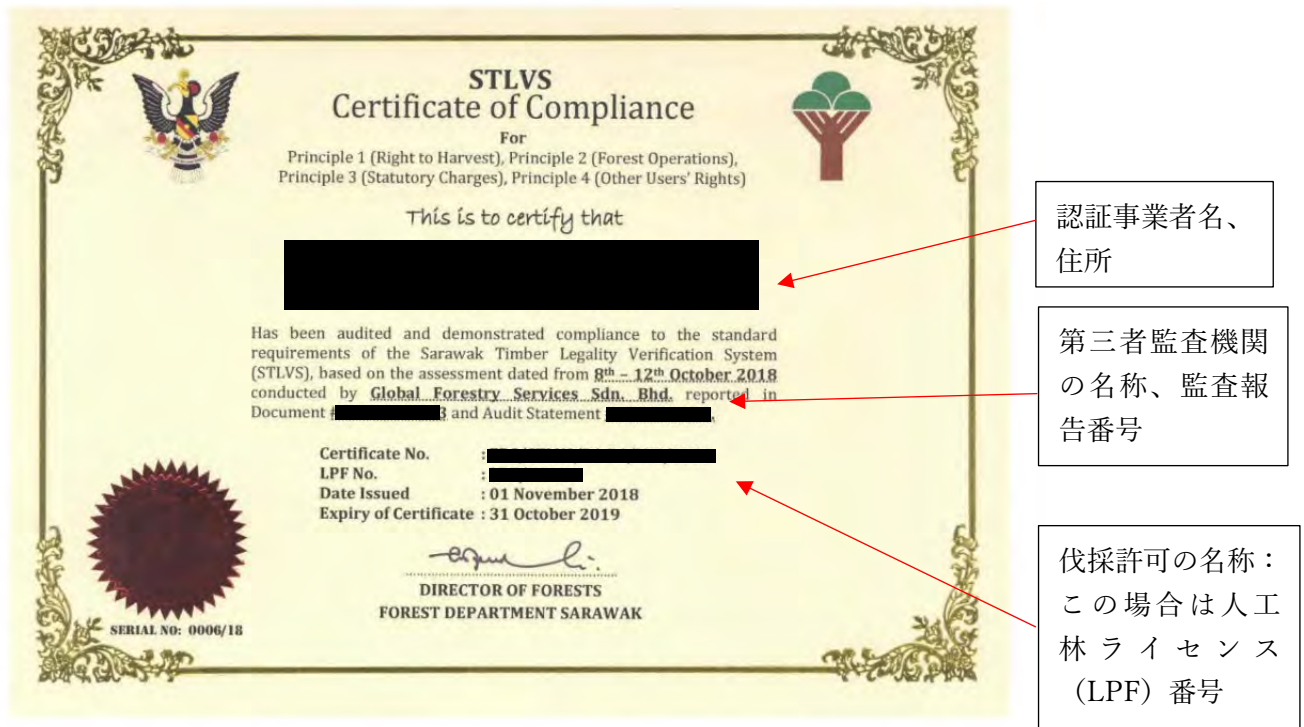 STLVS
Certificate of Compliance
For
Principle 1 (Right to Harvest), Principle 2 (Forest Operations),
Principle 3 (Statutory Charges), Principle 4 (Other Users' Rights)
This is to certify that
Has been audited and demonstrated compliance to the standard
requirements of the Sarawak Timber Legality Verification System
(STLVS), based on the assessment dated from 8th – 12th October 2018
conducted by Global Forestry Services Sdn. Bhd. reported in
Document #3 and Audit Statement
Certificate No. :
LPF No. :
Date Issued : 01 November 2018
Expiry of Certificate : 31 October 2019
DIRECTOR OF FORESTS
FOREST DEPARTMENT SARAWAK
SERIAL NO: 0006/18
認証事業者名、
住所
第三者監査機関
の名称、監査報
告番号
伐採許可の名称：
この場合は人工
林ライセンス
（LPF）番号